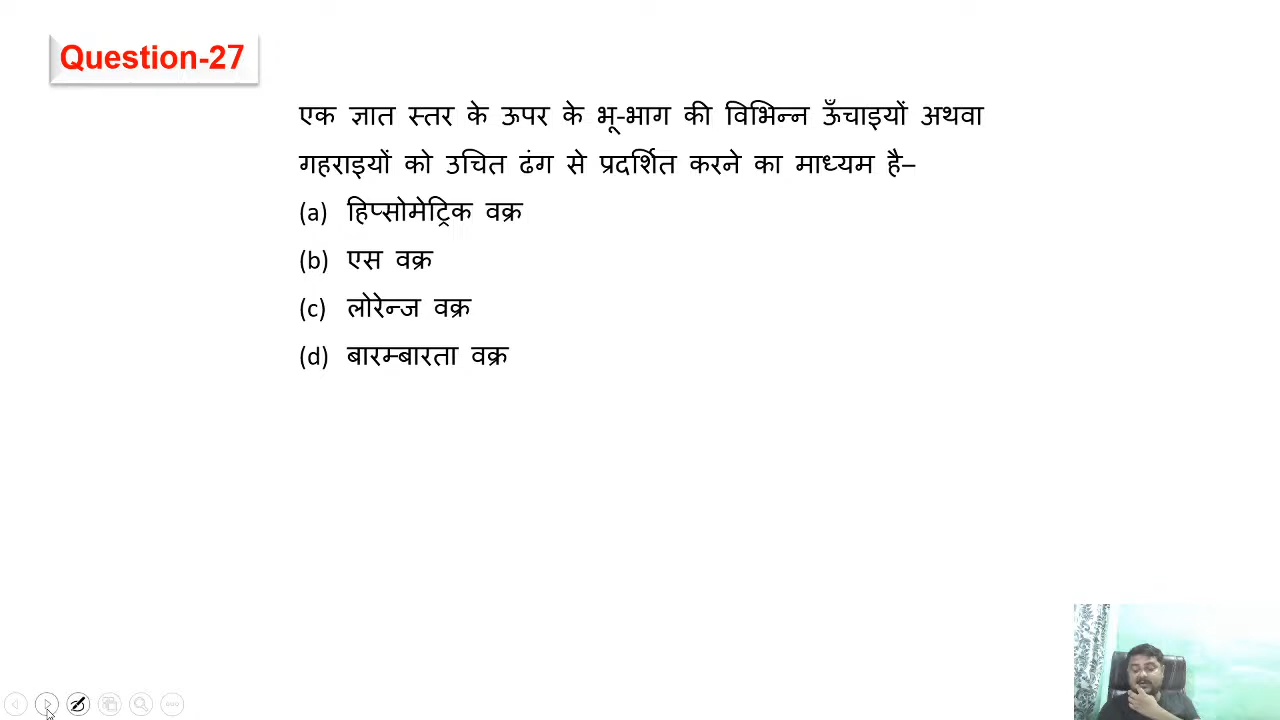 Question-27
एक ज्ञात स्तर के ऊपर के भू-भाग की विभिन्न ऊँचाइयों अथवा
गहराइयों को उचित ढंग से प्रदर्शित करने का माध्यम है–
(a) हिप्सोमेट्रिक वक्र
(b) एस वक्र
(c) लोरेन्ज वक्र
(d) बारम्बारता वक्र